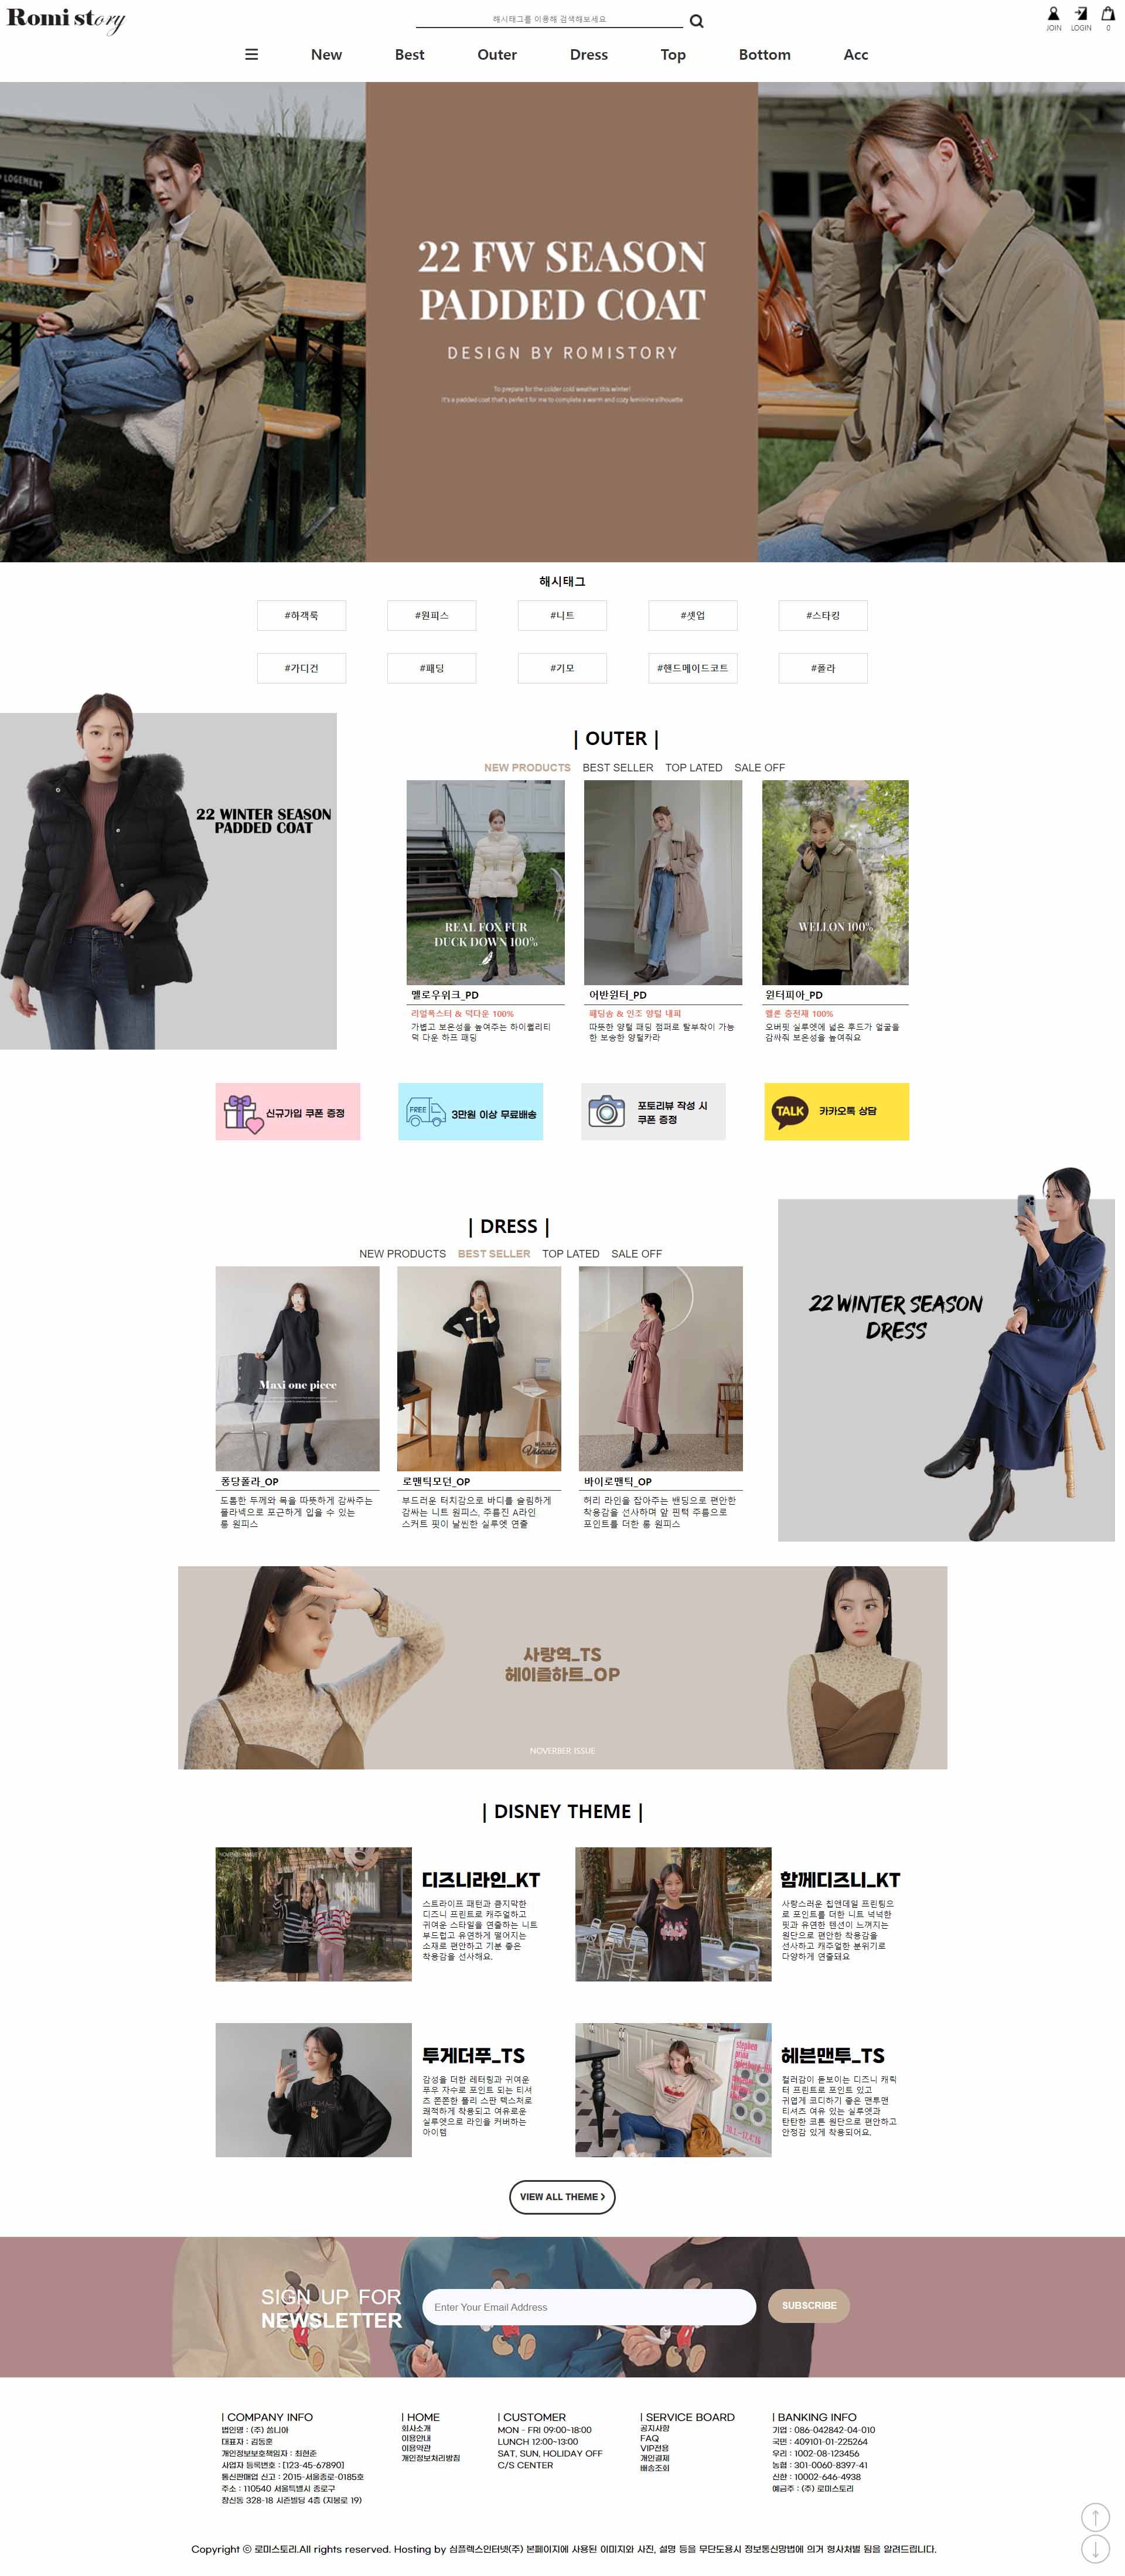 Romi story
해시태그를 이용해 검색해보세요
JOIN LOGIN 0
New Best Outer Dress Top Bottom Acc
LOGEMENT
22 FW SEASON
PADDED COAT
DESIGN BY ROMISTORY
To prepare for the colder cold weather this winter!
It's a padded coat that's perfect for me to complete a warm and cozy feminine silhouette
해시태그
#하객룩 #원피스 #니트 #셋업 #스타킹
#가디건 #패딩 #기모 #핸드메이드코트 #폴라
22 WINTER SEASON
PADDED COAT
| OUTER |
NEW PRODUCTS BEST SELLER TOP LATED SALE OFF
REAL FOX FUR
DUCK DOWN 100%
WELLON 100%
멜로우위크_PD
리얼폭스터 & 덕다운 100%
가볍고 보온성을 높여주는 하이퀄리티
덕 다운 하프 패딩
어반윈터_PD
패딩솜 & 인조 양털 내피
따뜻한 양털 패딩 점퍼로 탈부착이 가능
한 보송한 양털카라
윈터피아_PD
웰론 충전재 100%
오버핏 실루엣에 넓은 후드가 얼굴을
감싸줘 보온성을 높여줘요
신규가입 쿠폰 증정
FREE
3만원 이상 무료배송
포토리뷰 작성 시
쿠폰 증정
TALK
카카오톡 상담
| DRESS |
NEW PRODUCTS BEST SELLER TOP LATED SALE OFF
Maxi one piece
비스코스
Viscose
퐁당폴라_OP
도톰한 두께와 목을 따뜻하게 감싸주는
폴라넥으로 포근하게 입을 수 있는
롱 원피스
로맨틱모던_OP
부드러운 터치감으로 바디를 슬림하게
감싸는 니트 원피스, 주름진 A라인
스커트 핏이 날씬한 실루엣 연출
바이로맨틱_OP
허리 라인을 잡아주는 밴딩으로 편안한
착용감을 선사하며 앞 핀턱 주름으로
포인트를 더한 롱 원피스
22 WINTER SEASON
DRESS
사랑역_TS
헤이즐하트_OP
NOVERBER ISSUE
| DISNEY THEME |
디즈니라인_KT
스트라이프 패턴과 큼지막한
디즈니 프린트로 캐주얼하고
귀여운 스타일을 연출하는 니트
부드럽고 유연하게 떨어지는
소재로 편안하고 기분 좋은
착용감을 선사해요.
함께디즈니_KT
사랑스러운 칩앤데일 프린팅으
로 포인트를 더한 니트 넉넉한
핏과 유연한 텐션이 느껴지는
원단으로 편안한 착용감을
선사하고 캐주얼한 분위기로
다양하게 연출돼요
투게더푸_TS
감성을 더한 레터링과 귀여운
푸우 자수로 포인트 되는 티셔
츠 쫀쫀한 폴리 스판 텍스처로
쾌적하게 착용되고 여유로운
실루엣으로 라인을 커버하는
아이템
헤븐맨투_TS
컬러감이 돋보이는 디즈니 캐릭
터 프린트로 포인트 있고
귀엽게 코디하기 좋은 맨투맨
티셔츠 여유 있는 실루엣과
탄탄한 코튼 원단으로 편안하고
안정감 있게 착용되어요.
VIEW ALL THEME
SIGN UP FOR
NEWSLETTER
Enter Your Email Address
SUBSCRIBE
| COMPANY INFO
법인명 : (주) 씀니아
대표자 : 김동훈
개인정보보호책임자 : 최현준
사업자 등록번호 : [123-45-67890]
통신판매업 신고 : 2015-서울종로-0185호
주소 : 110540 서울특별시 종로구
창신동 328-18 시즌빌딩 4층 (지봉로 19)
| HOME
회사소개
이용안내
이용약관
개인정보처리방침
| CUSTOMER
MON - FRI 09:00~18:00
LUNCH 12:00~13:00
SAT, SUN, HOLIDAY OFF
C/S CENTER
| SERVICE BOARD
공지사항
FAQ
VIP전용
개인결제
배송조회
| BANKING INFO
기업 : 086-042842-04-010
국민 : 409101-01-225264
우리 : 1002-08-123456
농협 : 301-0060-8397-41
신한 : 10002-646-4938
예금주 : (주) 로미스토리
Copyright ⓒ 로미스토리.All rights reserved. Hosting by 심플렉스인터넷(주) 본페이지에 사용된 이미지와 사진, 설명 등을 무단도용시 정보통신망법에 의거 형사처벌 됨을 알려드립니다.